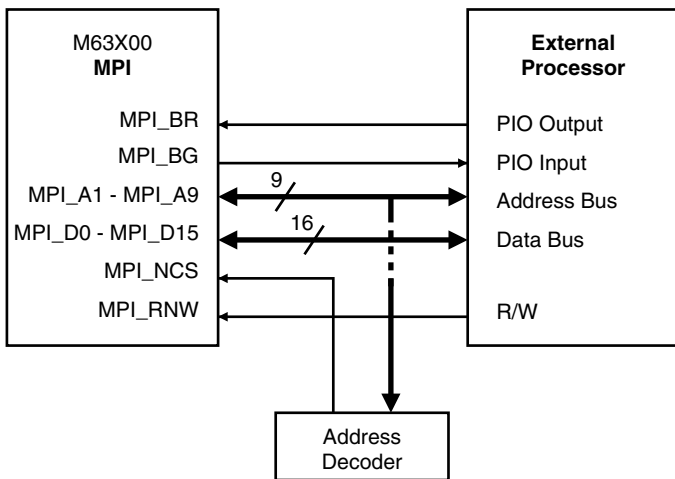 M63X00
MPI
External
Processor
MPI_BR
PIO Output
MPI_BG
PIO Input
MPI_A1 - MPI_A9
9
Address Bus
MPI_D0 - MPI_D15
16
Data Bus
MPI_NCS
MPI_RNW
R/W
Address
Decoder